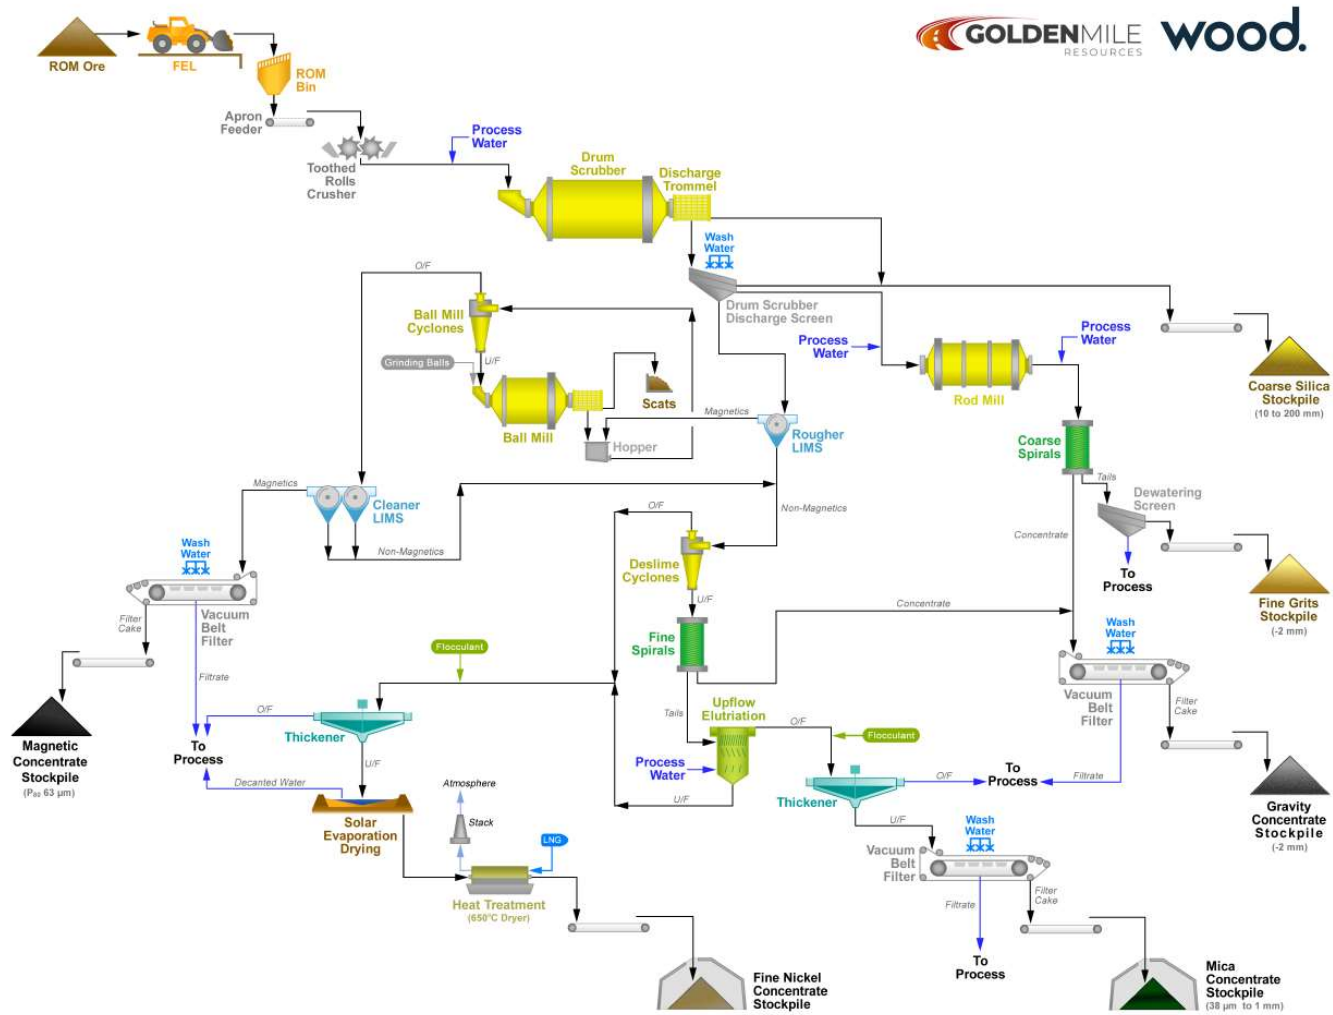 GOLDENMILE
RESOURCES
wood.
ROM Ore
FEL
ROM
Bin
Apron
Feeder
Toothed
Rolls
Crusher
Process
Water
Drum
Scrubber
Discharge
Trommel
Wash
Water
Drum Scrubber
Discharge Screen
O/F
Ball Mill
Cyclones
U/F
Grinding Balls
Ball Mill
Scats
Hopper
Magnetics
Rougher
LIMS
Process
Water
Process
Water
Rod Mill
Coarse Silica
Stockpile
(10 to 200 mm)
Coarse
Spirals
Tails
Dewatering
Screen
Concentrate
To
Process
Fine Grits
Stockpile
(-2 mm)
Magnetics
Cleaner
LIMS
Non-Magnetics
Non-Magnetics
O/F
Deslime
Cyclones
U/F
Concentrate
Fine
Spirals
Wash
Water
Vacuum
Belt
Filter
Filter
Cake
Filtrate
Magnetic
Concentrate
Stockpile
(P₈₀ 63 µm)
To
Process
Flocculant
O/F
Thickener
U/F
Decanted Water
Solar
Evaporation
Drying
Atmosphere
Stack
LNG
Heat Treatment
(650°C Dryer)
Fine Nickel
Concentrate
Stockpile
Tails
Upflow
Elutriation
O/F
Process
Water
U/F
Flocculant
Thickener
O/F
To
Process
Filtrate
U/F
Wash
Water
Vacuum
Belt
Filter
Filter
Cake
Gravity
Concentrate
Stockpile
(-2 mm)
Wash
Water
Vacuum
Belt
Filter
Filter
Cake
Filtrate
To
Process
Mica
Concentrate
Stockpile
(38 µm to 1 mm)